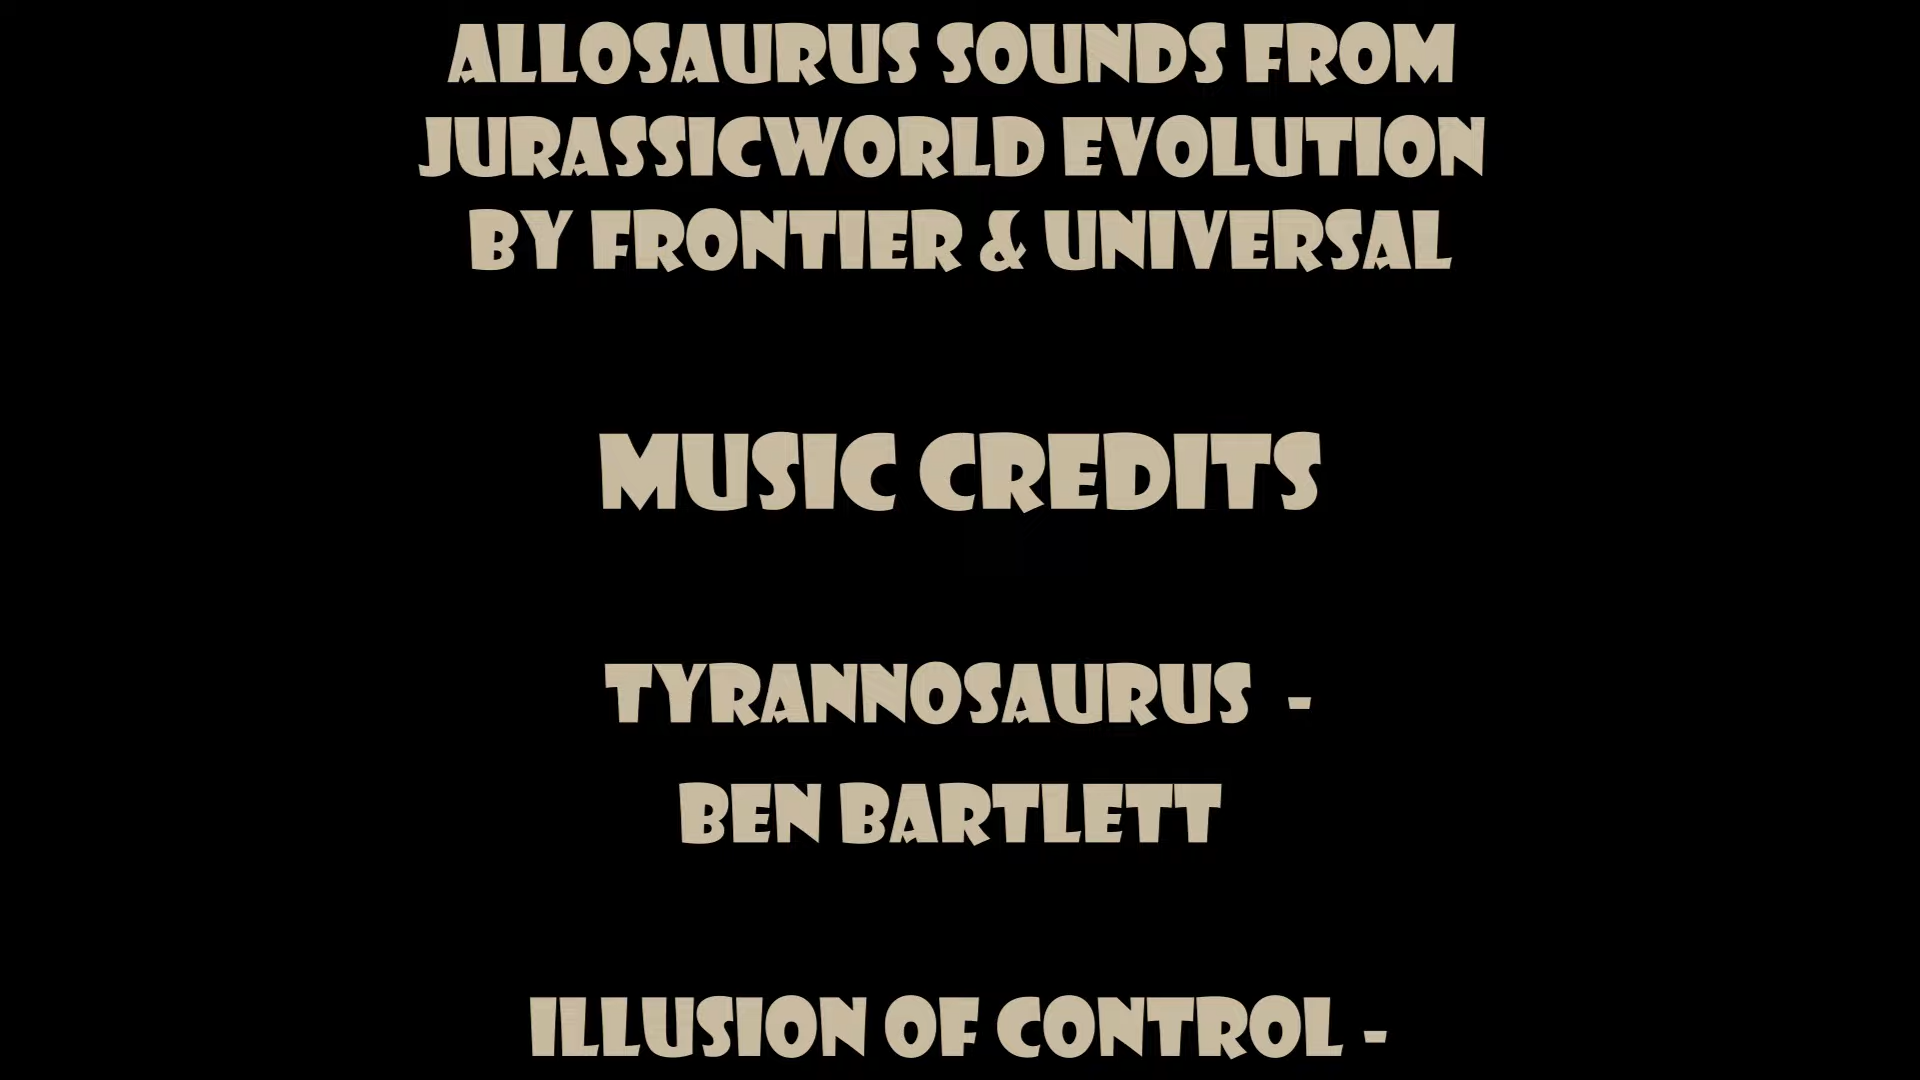 ALLOSAURUS SOUNDS FROM
JURASSICWORLD EVOLUTION
BY FRONTIER & UNIVERSAL
MUSIC CREDITS
TYRANNOSAURUS -
BEN BARTLETT
ILLUSION OF CONTROL -